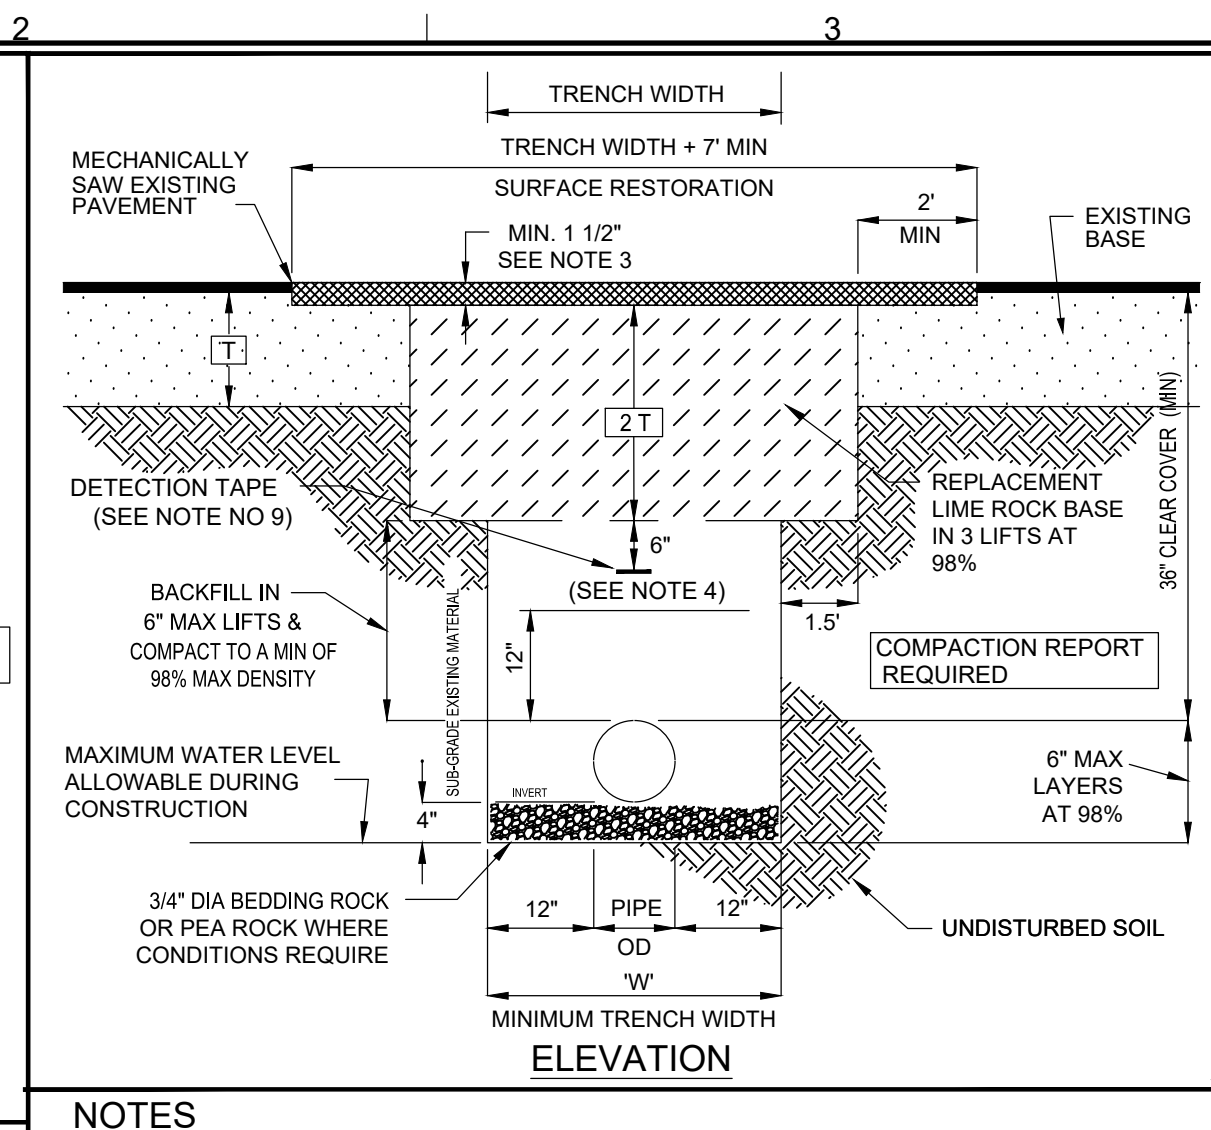 2
3
TRENCH WIDTH
TRENCH WIDTH + 7' MIN
SURFACE RESTORATION
MECHANICALLY
SAW EXISTING
PAVEMENT
MIN. 1 1/2"
SEE NOTE 3
2'
MIN
EXISTING
BASE
T
2 T
36" CLEAR COVER (MIN)
DETECTION TAPE
(SEE NOTE NO 9)
REPLACEMENT
LIME ROCK BASE
IN 3 LIFTS AT
98%
6"
(SEE NOTE 4)
BACKFILL IN
6" MAX LIFTS &
COMPACT TO A MIN OF
98% MAX DENSITY
SUB-GRADE EXISTING MATERIAL
12"
1.5'
COMPACTION REPORT
REQUIRED
MAXIMUM WATER LEVEL
ALLOWABLE DURING
CONSTRUCTION
INVERT
4"
6" MAX
LAYERS
AT 98%
3/4" DIA BEDDING ROCK
OR PEA ROCK WHERE
CONDITIONS REQUIRE
12"
PIPE
OD
12"
UNDISTURBED SOIL
'W'
MINIMUM TRENCH WIDTH
ELEVATION
NOTES